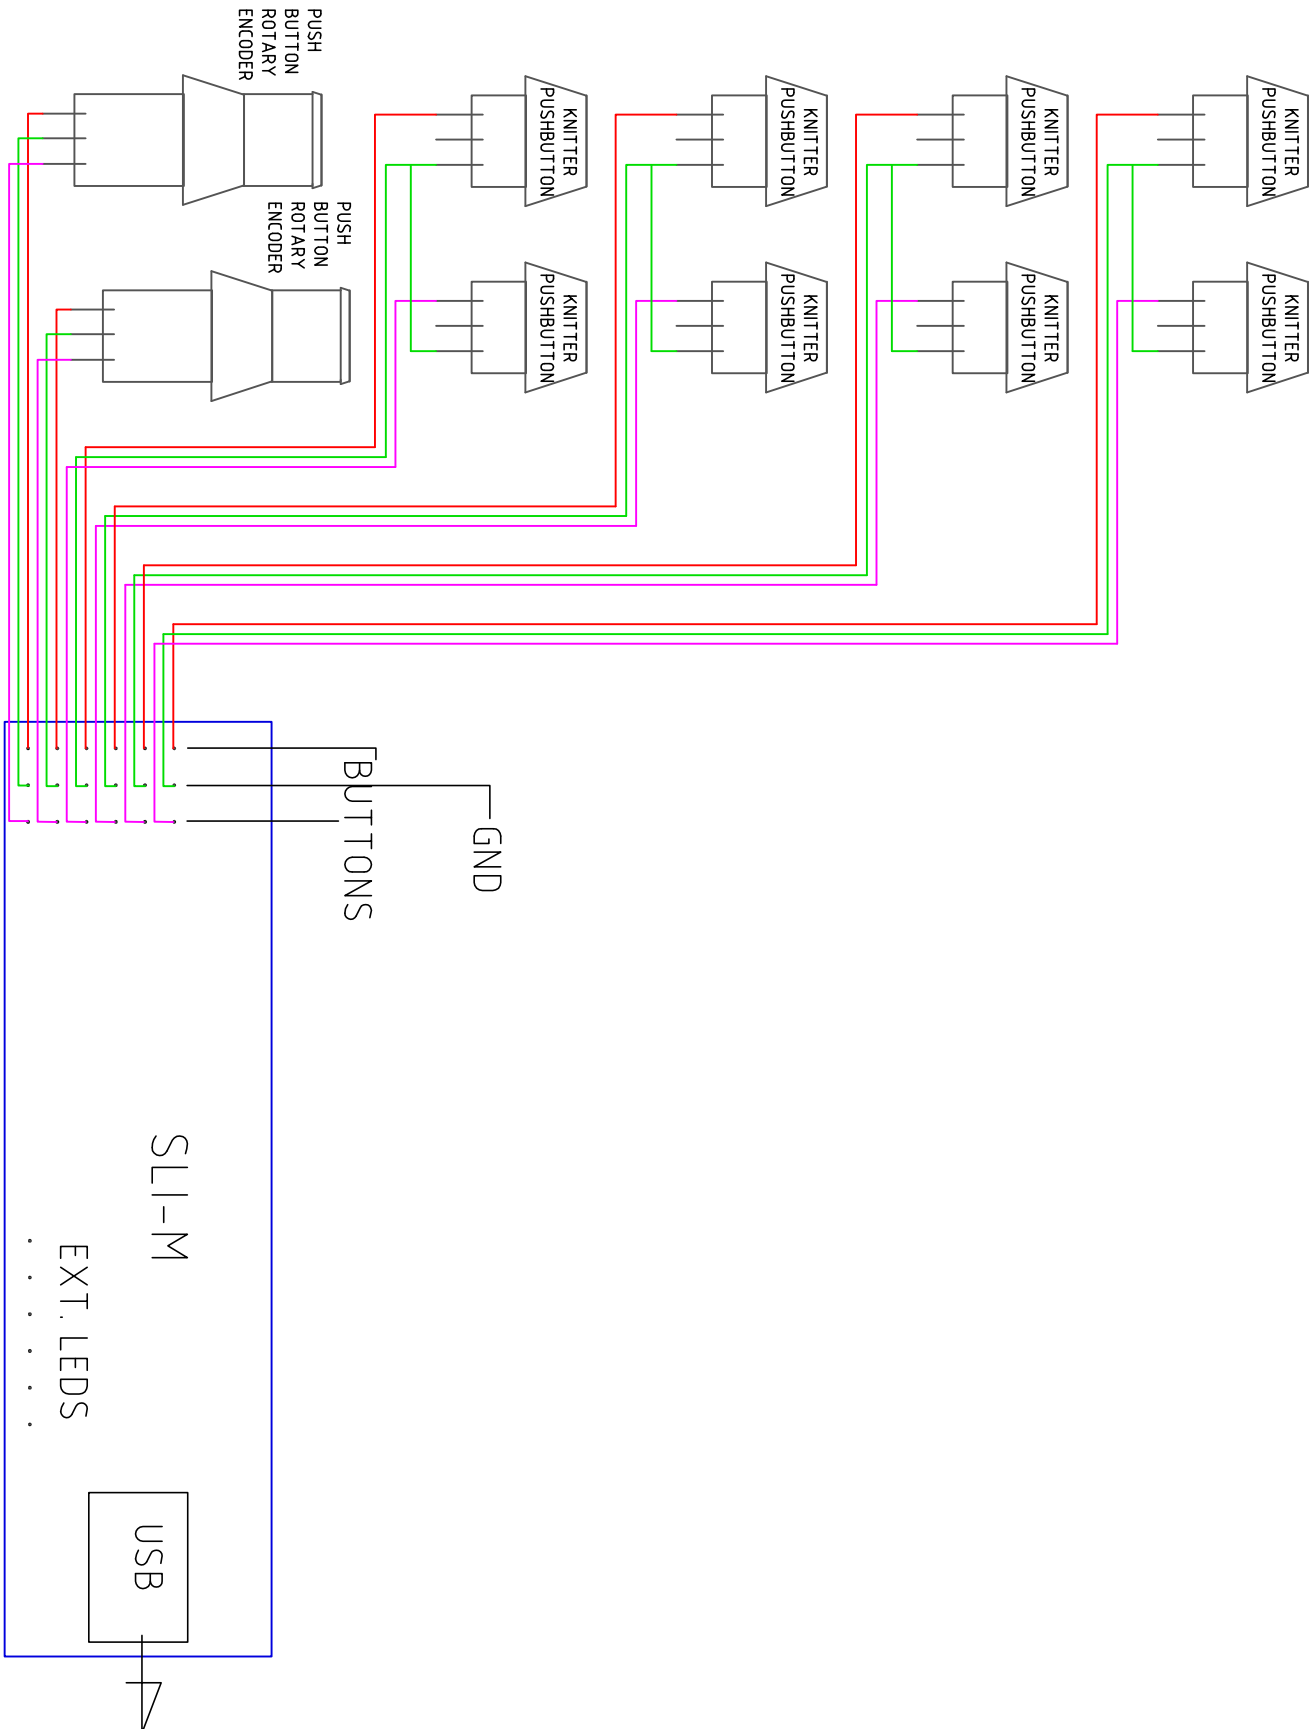 PUSH
BUTTON
ROTARY
ENCODER
PUSH
BUTTON
ROTARY
ENCODER
KNITTER
PUSHBUTTON
KNITTER
PUSHBUTTON
KNITTER
PUSHBUTTON
KNITTER
PUSHBUTTON
KNITTER
PUSHBUTTON
KNITTER
PUSHBUTTON
KNITTER
PUSHBUTTON
KNITTER
PUSHBUTTON
BUTTONS
GND
SLI-M
EXT. LEDS
USB